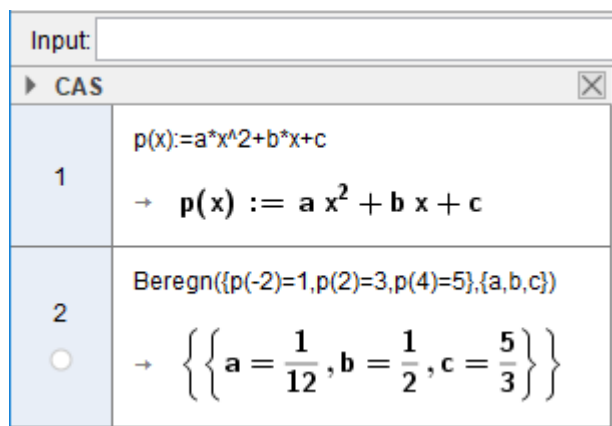 Input:
CAS
1
p(x):=a*x^2+b*x+c
→ p(x) := a x² + b x + c
2
Beregn({p(-2)=1,p(2)=3,p(4)=5},{a,b,c})
→ {{a = 1/12, b = 1/2, c = 5/3}}